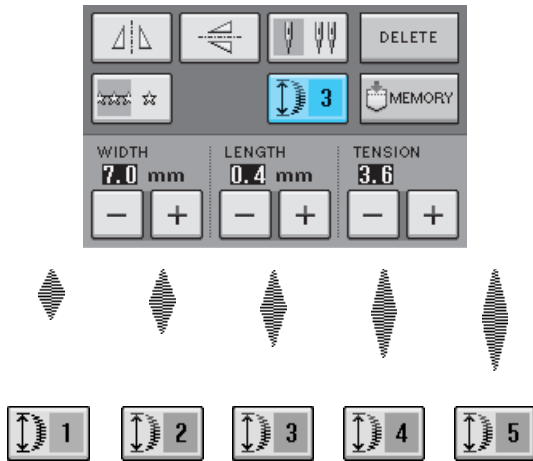 DELETE
3 MEMORY
WIDTH LENGTH TENSION
7.0 mm 0.4 mm 3.6
− + − + − +
1 2 3 4 5